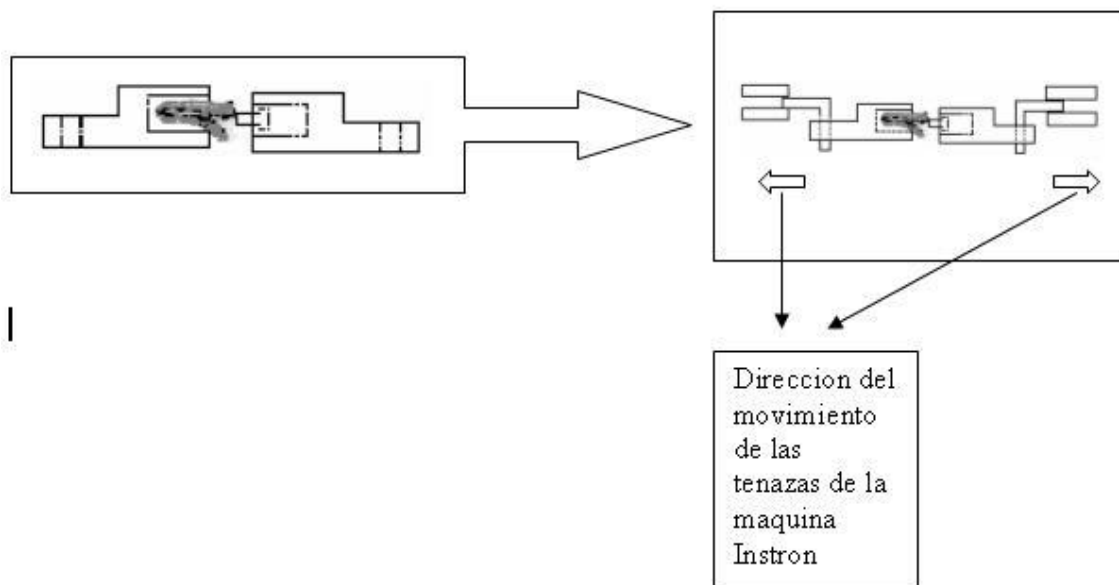 Direccion del
movimiento
de las
tenazas de la
maquina
Instron